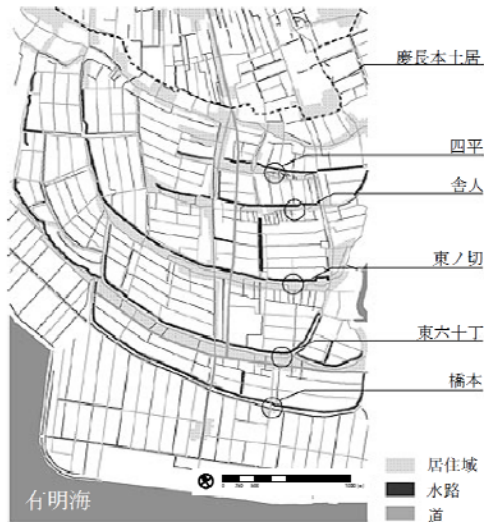 慶長本土居
四平
舎人
東ノ切
東六十丁
橋本
有明海
居住域
水路
道